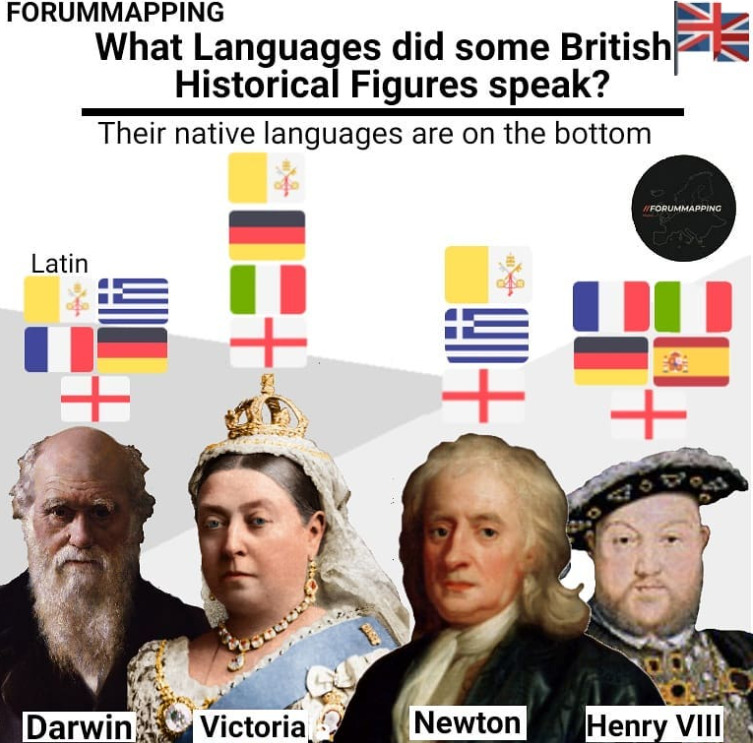 FORUMMAPPING
What Languages did some British
Historical Figures speak?
Their native languages are on the bottom
//FORUMMAPPING
Latin
Darwin
Victoria
Newton
Henry VIII